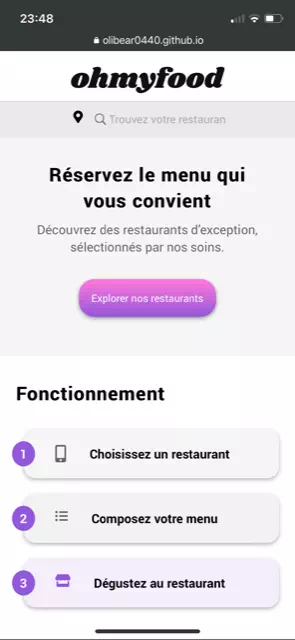 23:48
olibear0440.github.io
ohmyfood
Trouvez votre restauran
Réservez le menu qui
vous convient
Découvrez des restaurants d'exception,
sélectionnés par nos soins.
Explorer nos restaurants
Fonctionnement
1 Choisissez un restaurant
2 Composez votre menu
3 Dégustez au restaurant